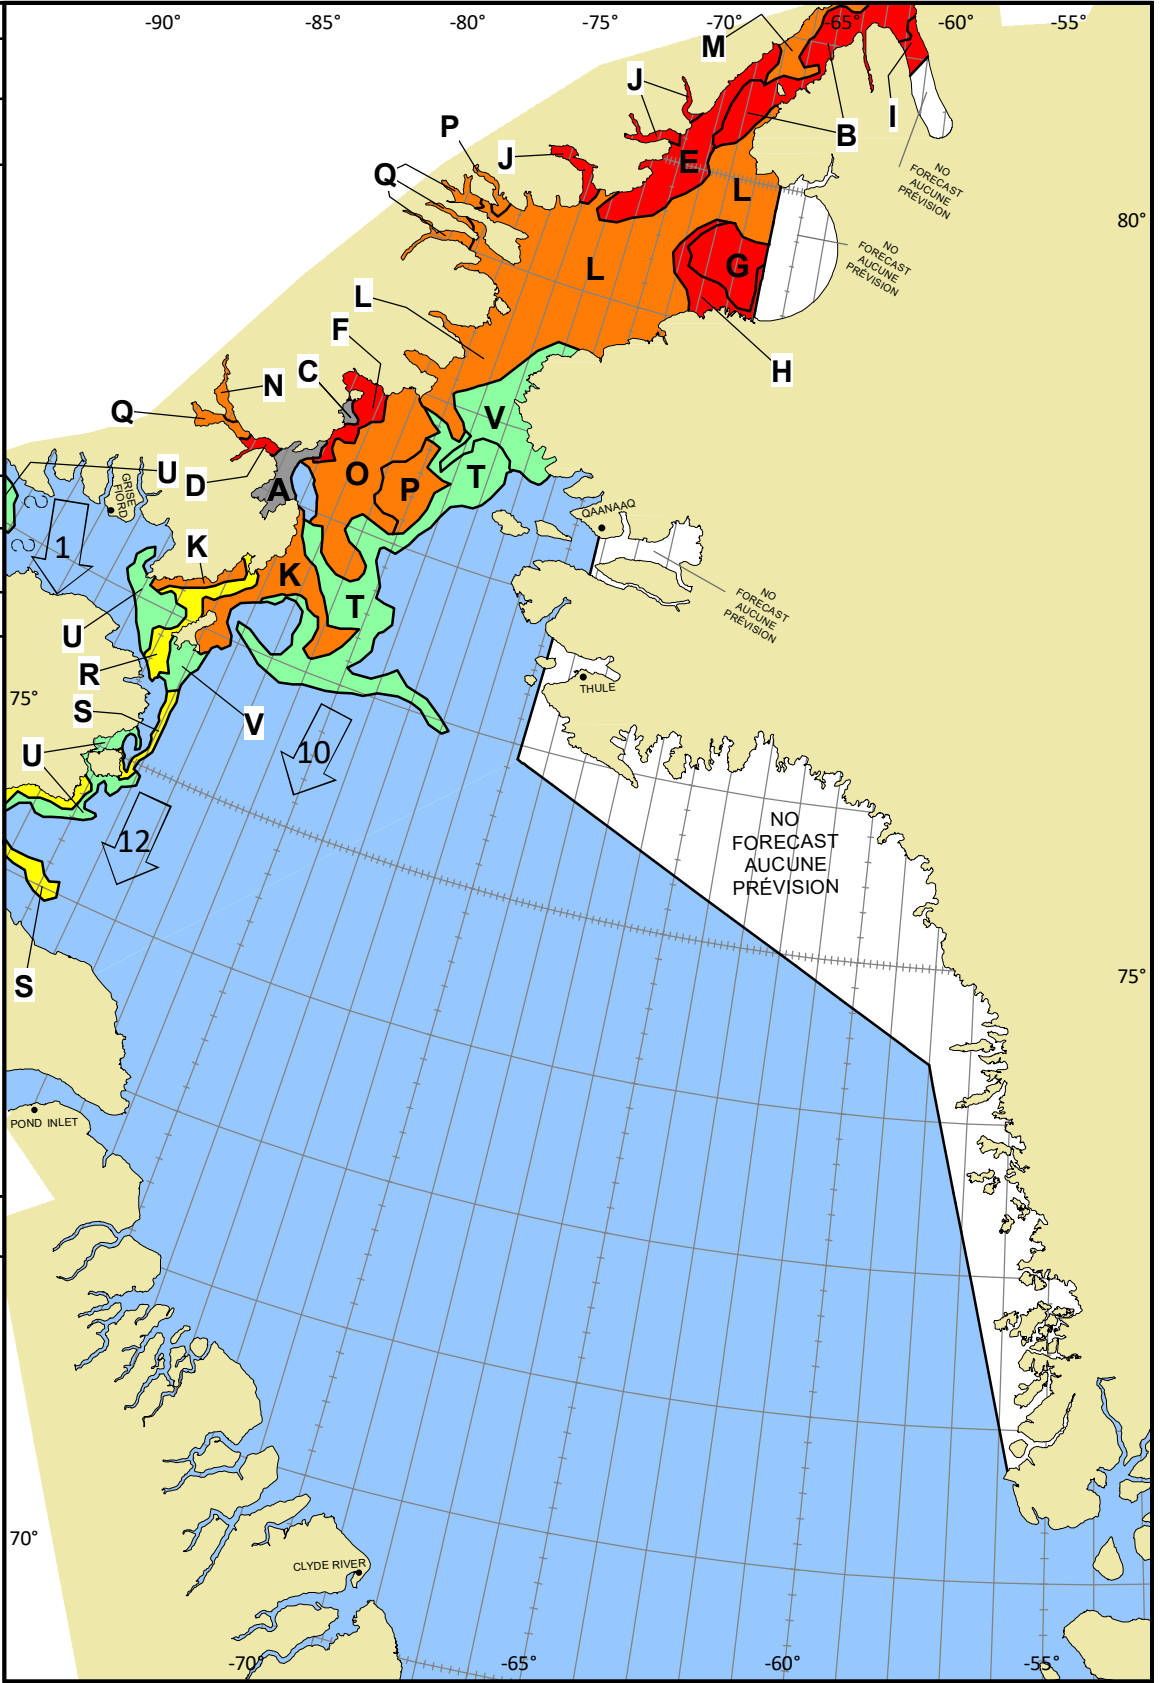 -90°
-85°
-80°
-75°
-70°
-65°
-60°
-55°
M
J
I
B
P
J
E
Q
L
NO
FORECAST
AUCUNE
PRÉVISION
80°
NO
FORECAST
AUCUNE
PRÉVISION
L
G
L
F
H
C
N
Q
V
U
D
A
O
P
T
GRISE
FIORD
QAANAAQ
1
K
K
NO
FORECAST
AUCUNE
PRÉVISION
T
U
R
75°
S
V
THULE
U
10
12
NO
FORECAST
AUCUNE
PRÉVISION
S
75°
POND INLET
70°
CLYDE RIVER
-70°
-65°
-60°
-55°